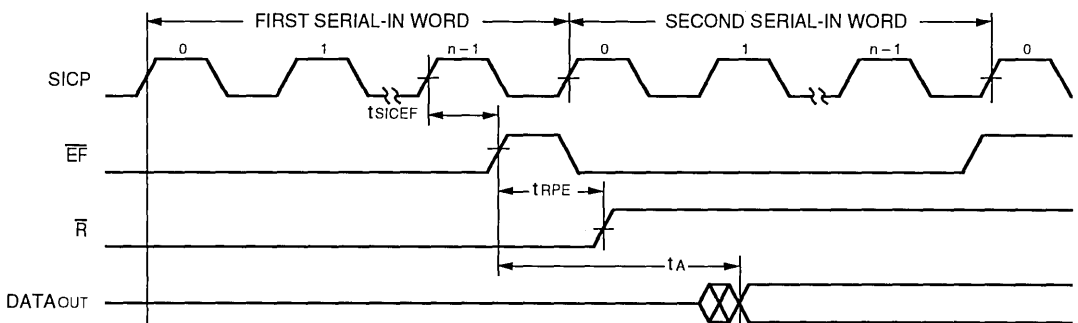 FIRST SERIAL-IN WORD SECOND SERIAL-IN WORD
0 1 n-1 0 1 n-1 0
SICP
tSICEF
EF
tRPE
R
tA
DATAOUT